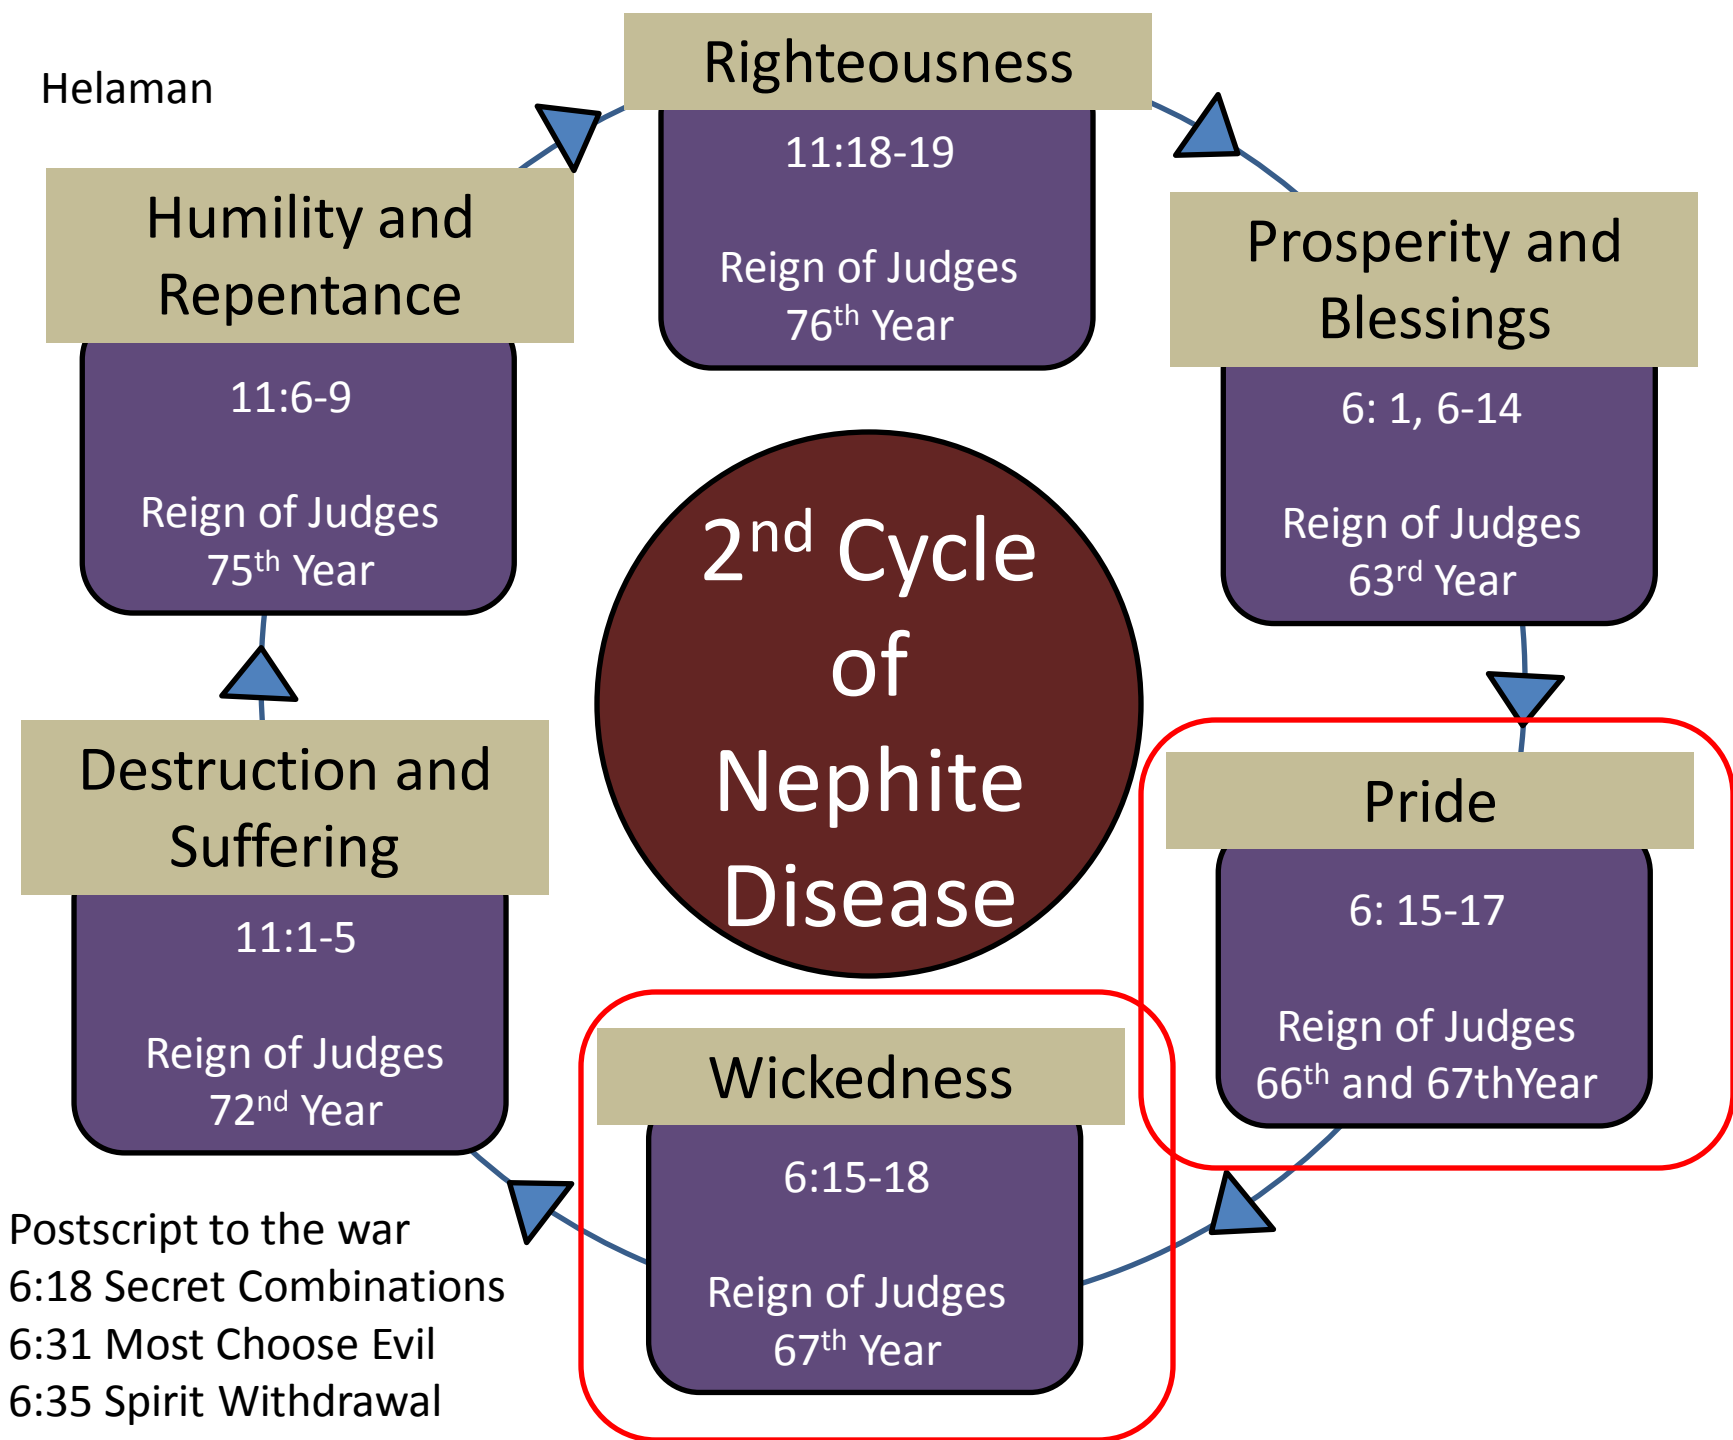 Helaman
Righteousness
11:18-19
Reign of Judges
76th Year
Prosperity and
Blessings
6: 1, 6-14
Reign of Judges
63rd Year
Pride
6: 15-17
Reign of Judges
66th and 67thYear
Wickedness
6:15-18
Reign of Judges
67th Year
Destruction and
Suffering
11:1-5
Reign of Judges
72nd Year
Humility and
Repentance
11:6-9
Reign of Judges
75th Year
2nd Cycle
of
Nephite
Disease
Postscript to the war
6:18 Secret Combinations
6:31 Most Choose Evil
6:35 Spirit Withdrawal